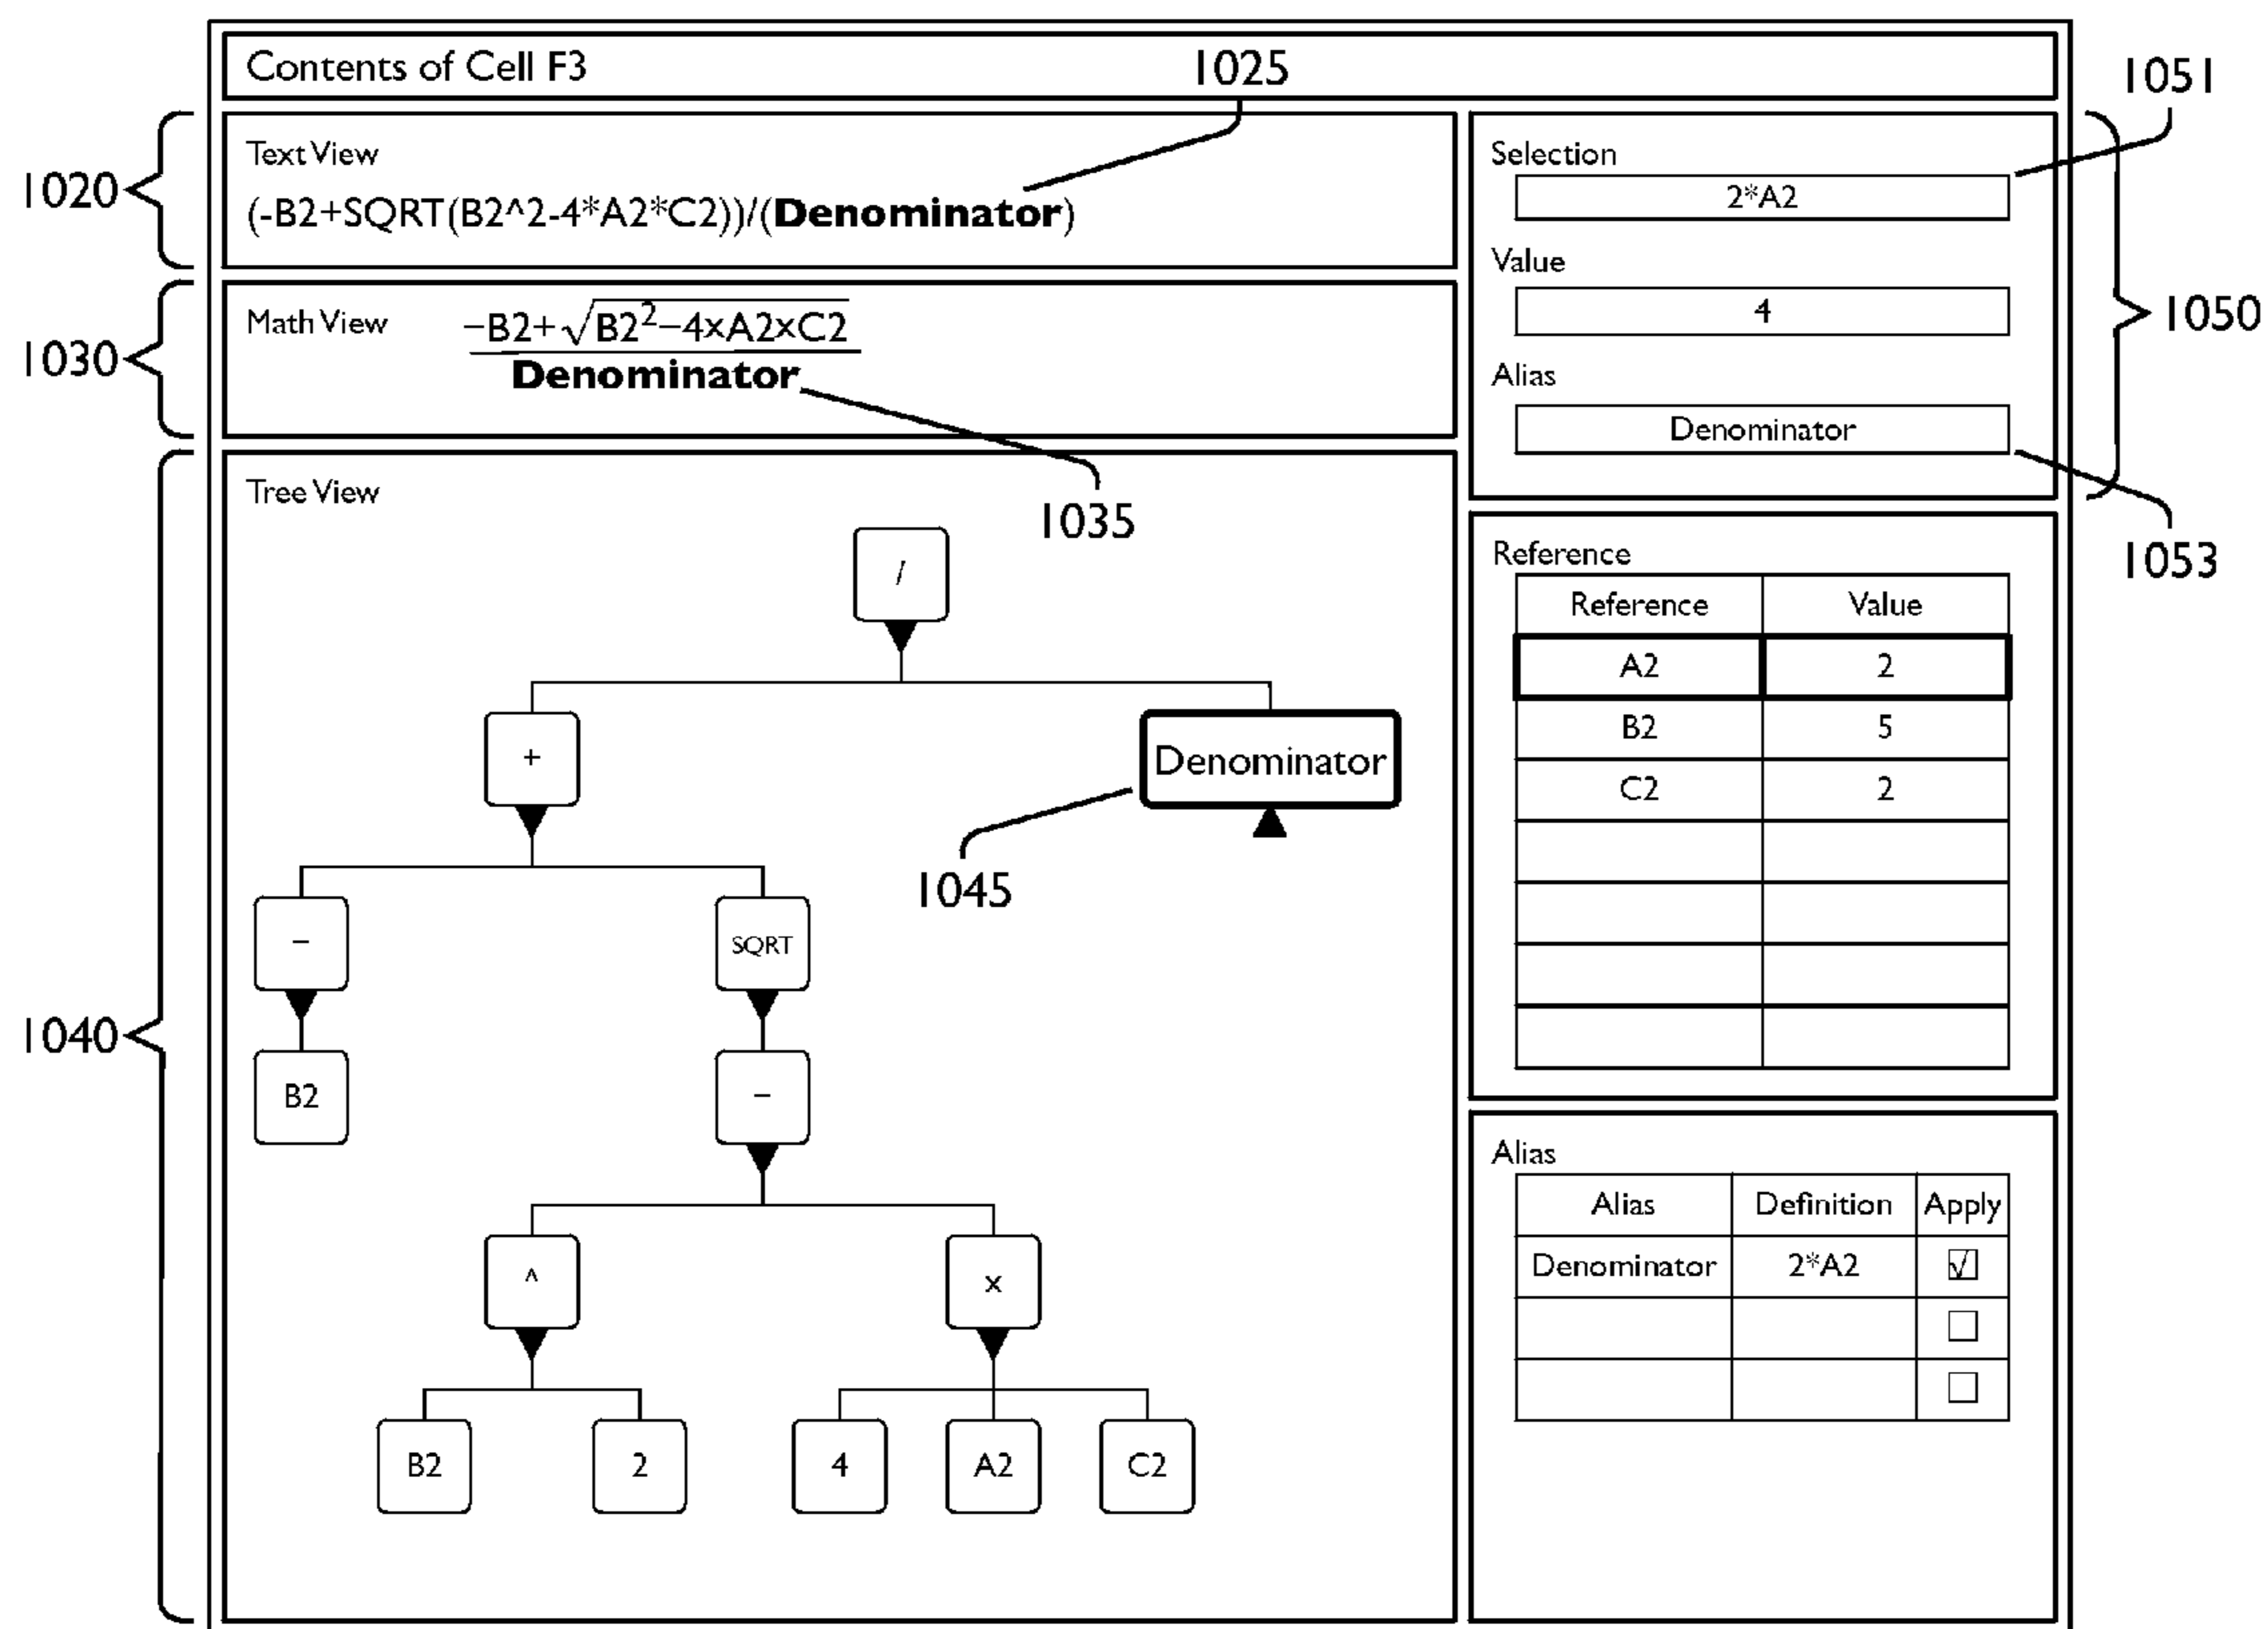 Contents of Cell F3
1025
1051
Text View
(-B2+SQRT(B2^2-4*A2*C2))/(Denominator)
1020
Selection
2*A2
Value
4
Alias
Denominator
1050
1053
Math View
−B2+√B2²−4xA2xC2
Denominator
1030
1035
Tree View
/
+
Denominator
1045
−
SQRT
B2
−
^
x
B2
2
4
A2
C2
1040
Reference
Reference Value
A2 2
B2 5
C2 2
Alias
Alias Definition Apply
Denominator 2*A2 √